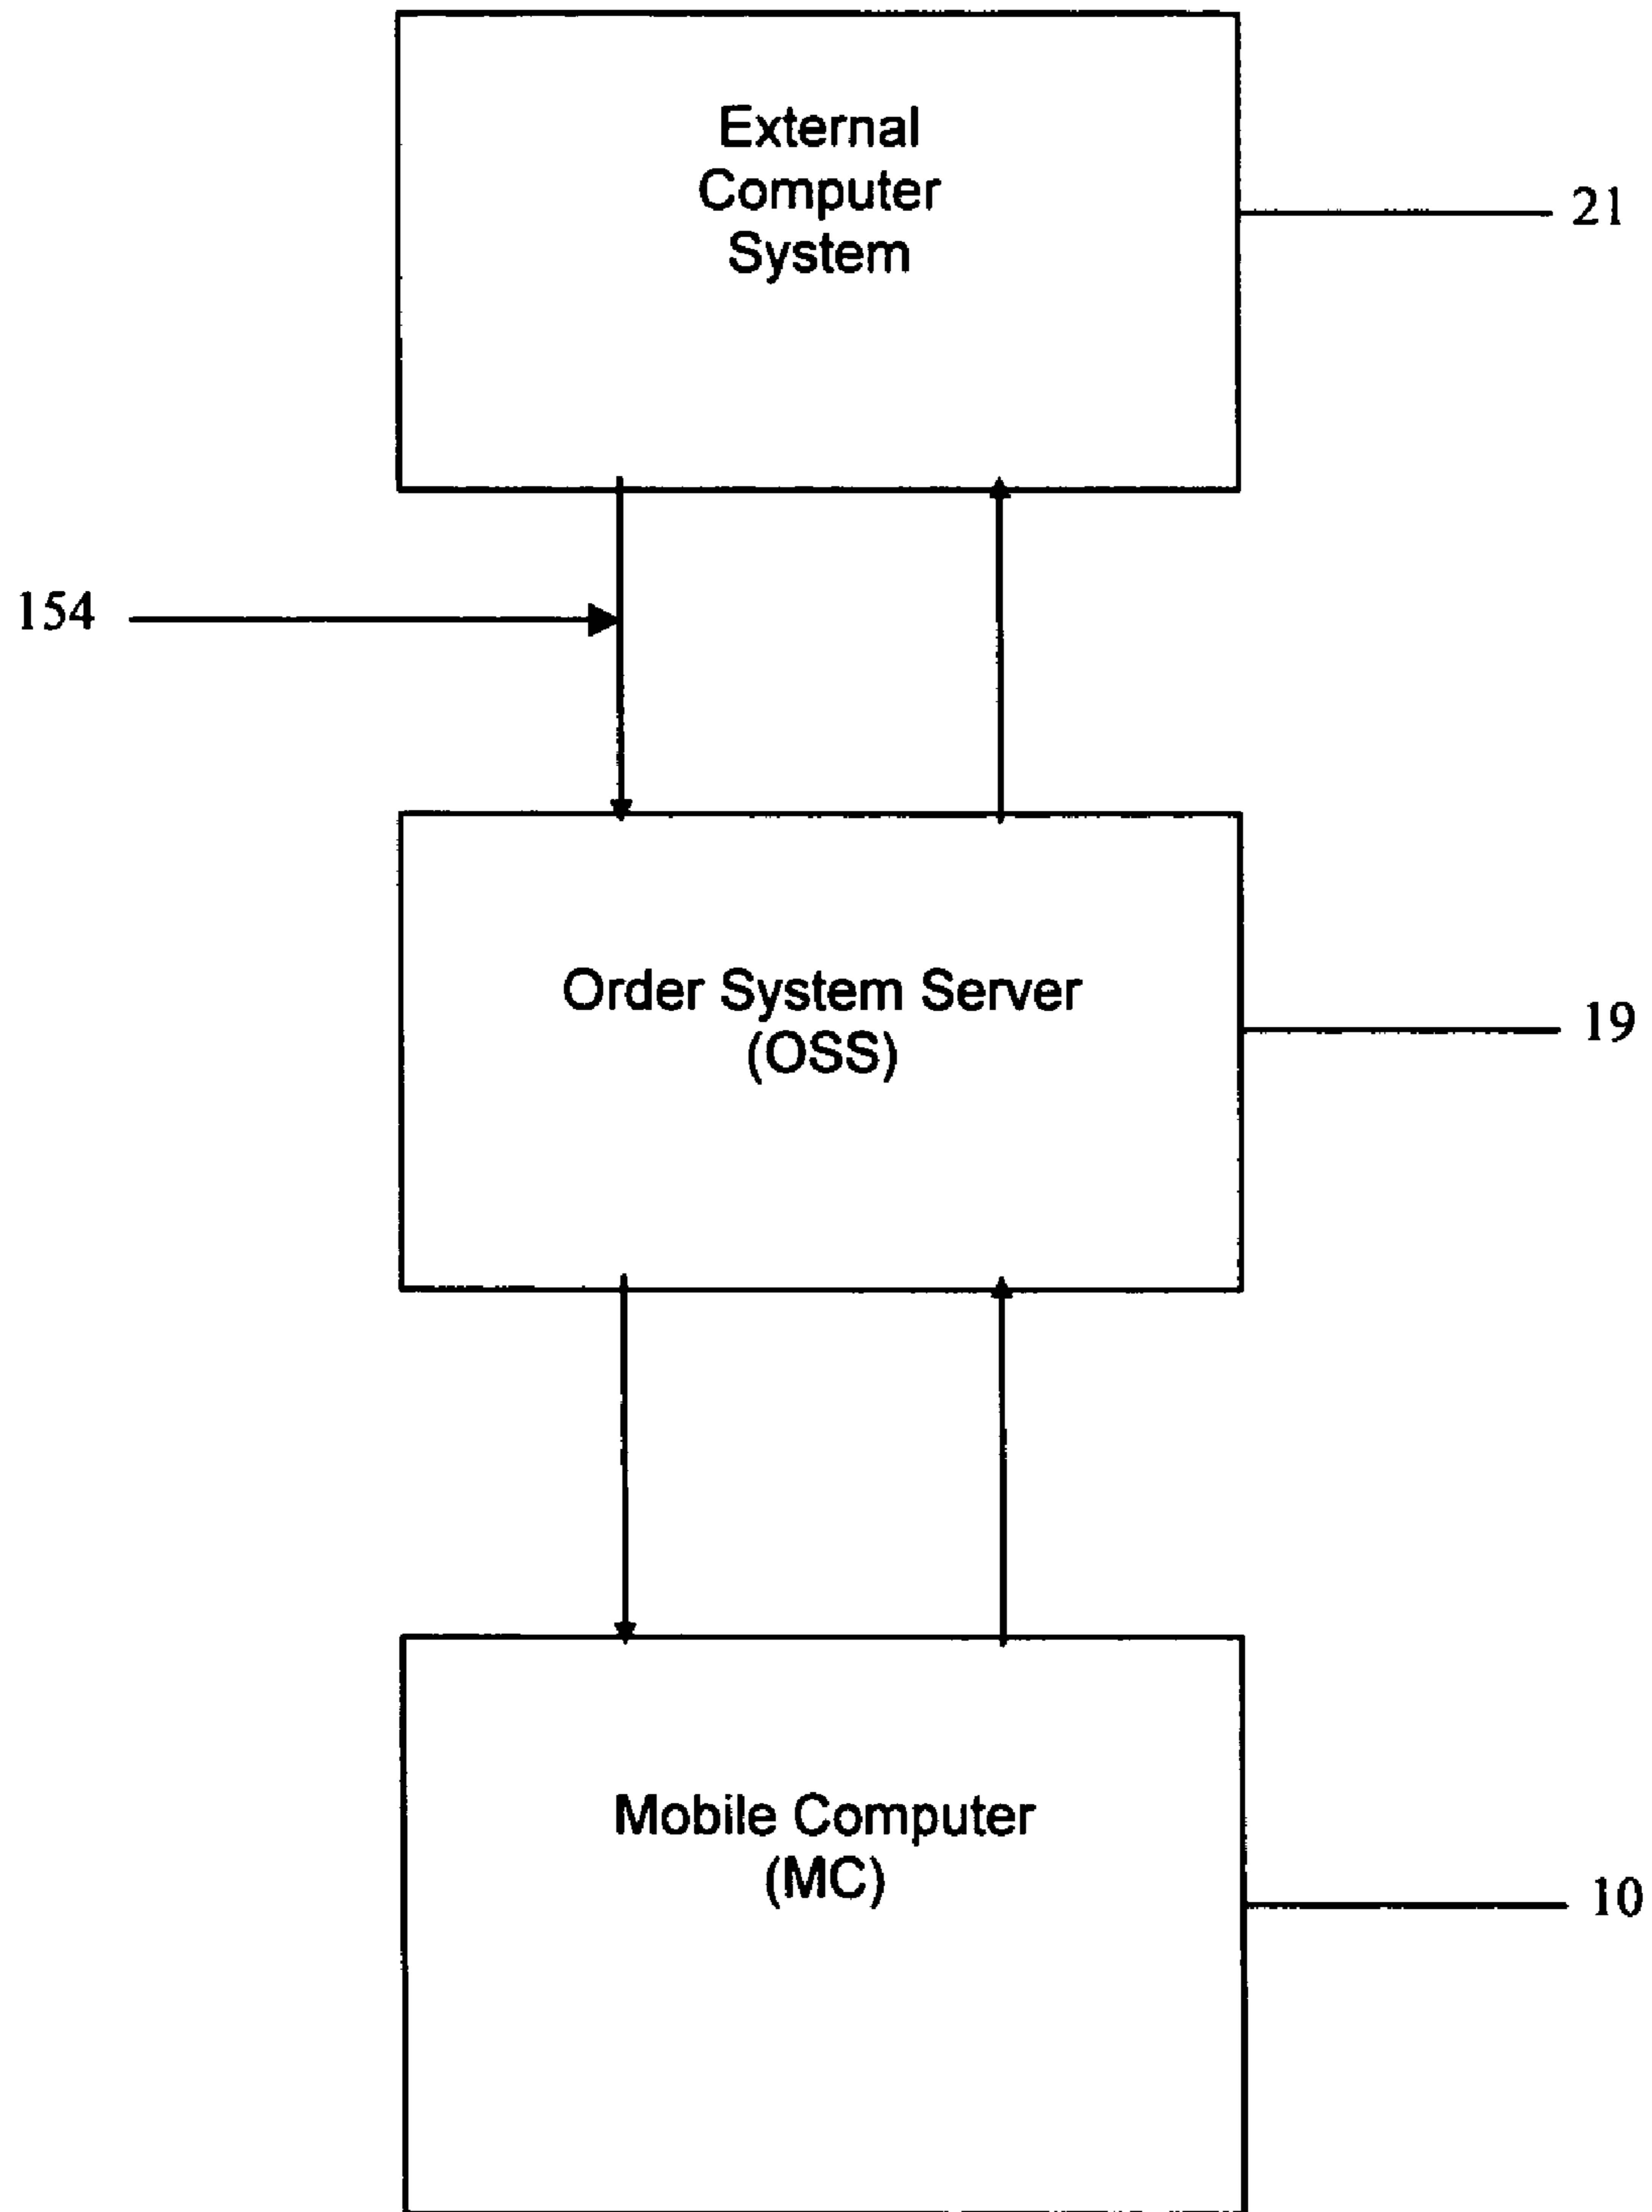 External
Computer
System
21
154
Order System Server
(OSS)
19
Mobile Computer
(MC)
10